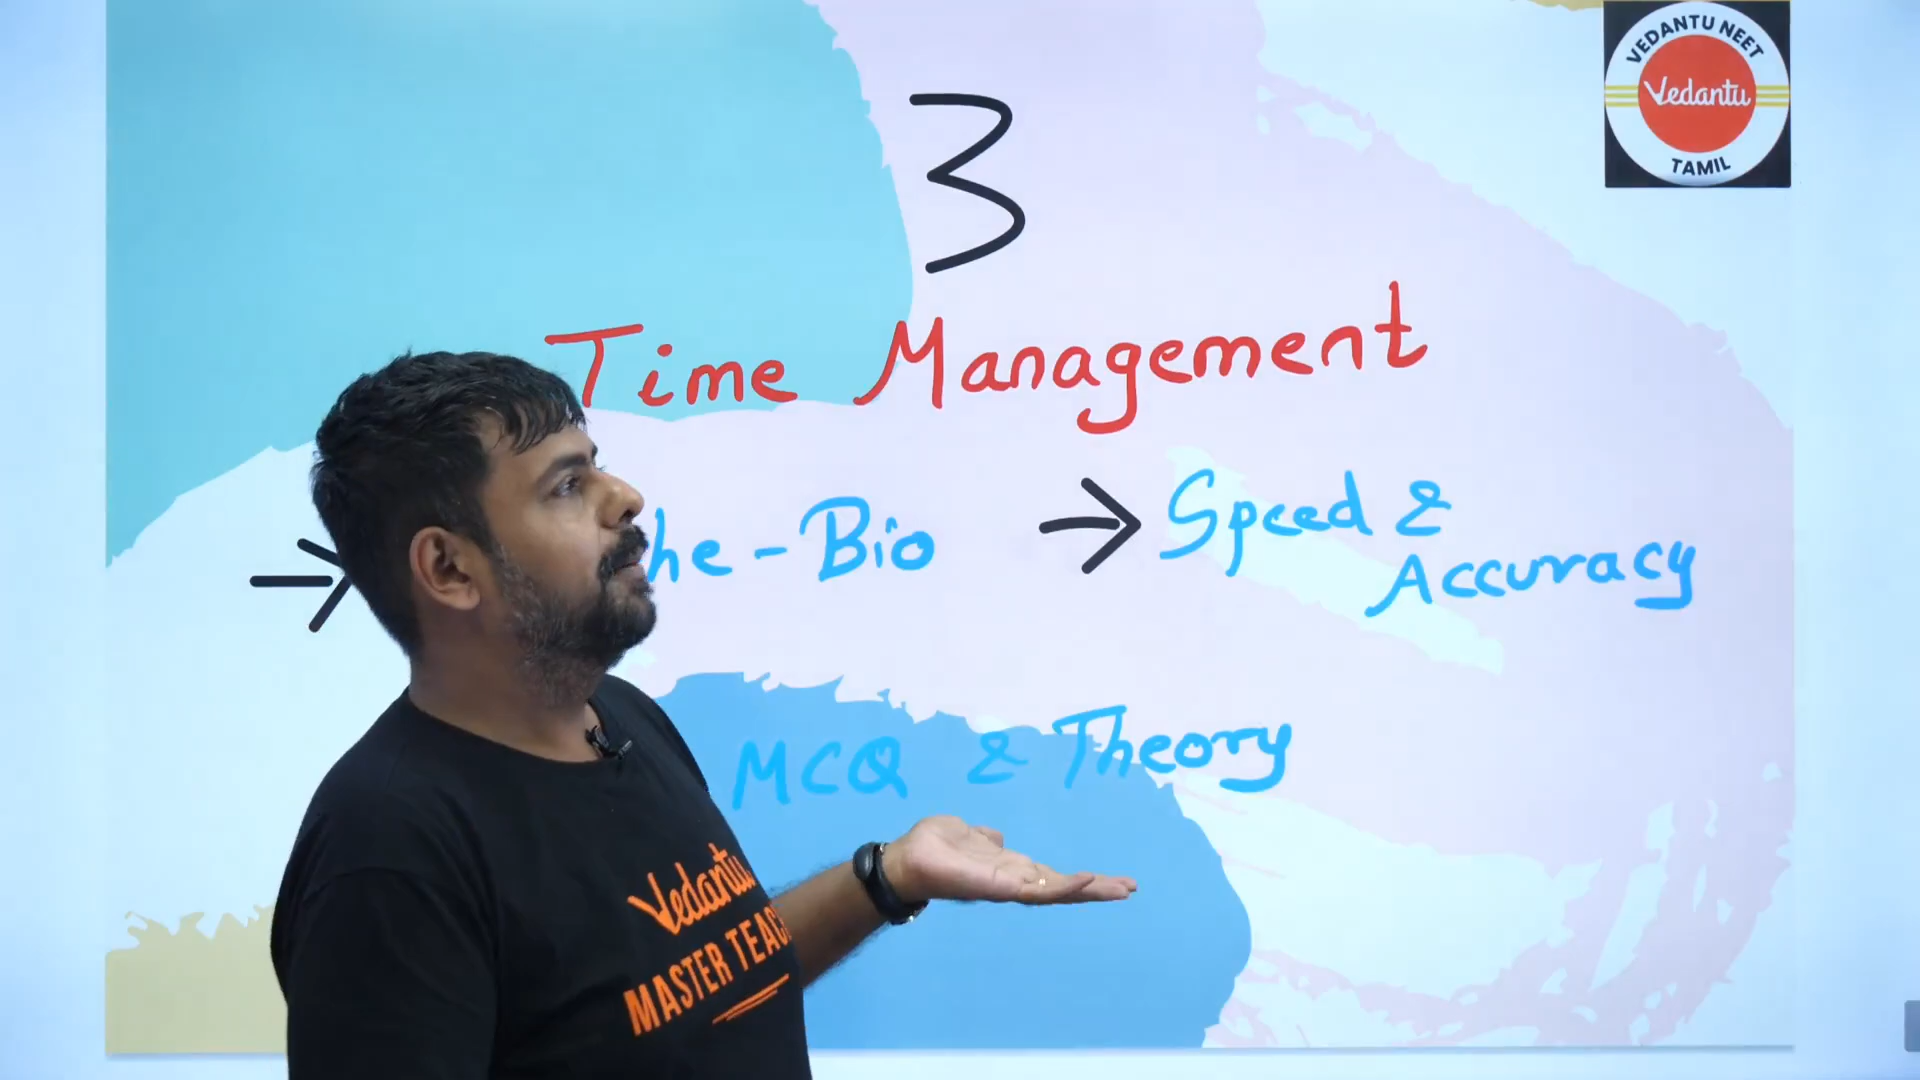 VEDANTU NEET
Vedantu
TAMIL
3
Time Management
→ he - Bio
→ Speed &
Accuracy
MCQ & Theory
Vedantu
MASTER TEAC